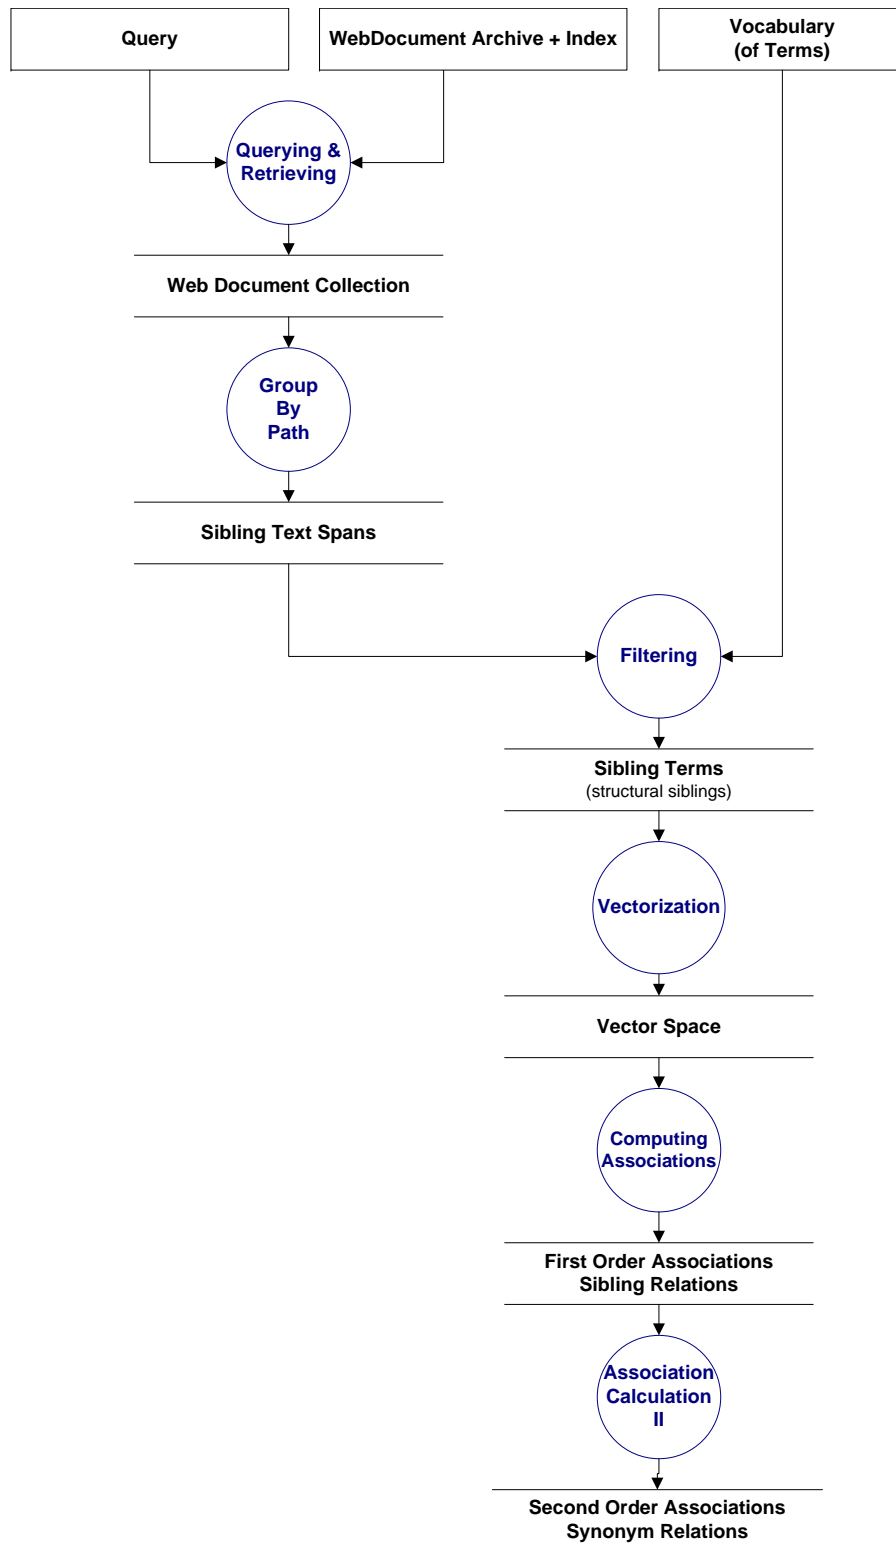 Query
WebDocument Archive + Index
Vocabulary
(of Terms)
Querying &
Retrieving
Web Document Collection
Group
By
Path
Sibling Text Spans
Filtering
Sibling Terms
(structural siblings)
Vectorization
Vector Space
Computing
Associations
First Order Associations
Sibling Relations
Association
Calculation
II
Second Order Associations
Synonym Relations